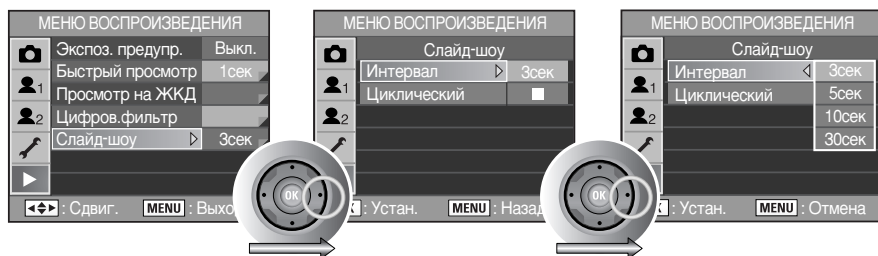 МЕНЮ ВОСПРОИЗВЕДЕНИЯ
Экспоз. предупр. Выкл.
Быстрый просмотр 1сек
Просмотр на ЖКД
Цифров.фильтр
Слайд-шоу 3сек
: Сдвиг. MENU : Выхо
OK
МЕНЮ ВОСПРОИЗВЕДЕНИЯ
Слайд-шоу
Интервал 3сек
Циклический
: Устан. MENU : Назад
OK
МЕНЮ ВОСПРОИЗВЕДЕНИЯ
Слайд-шоу
Интервал 3сек
Циклический 5сек
10сек
30сек
: Устан. MENU : Отмена